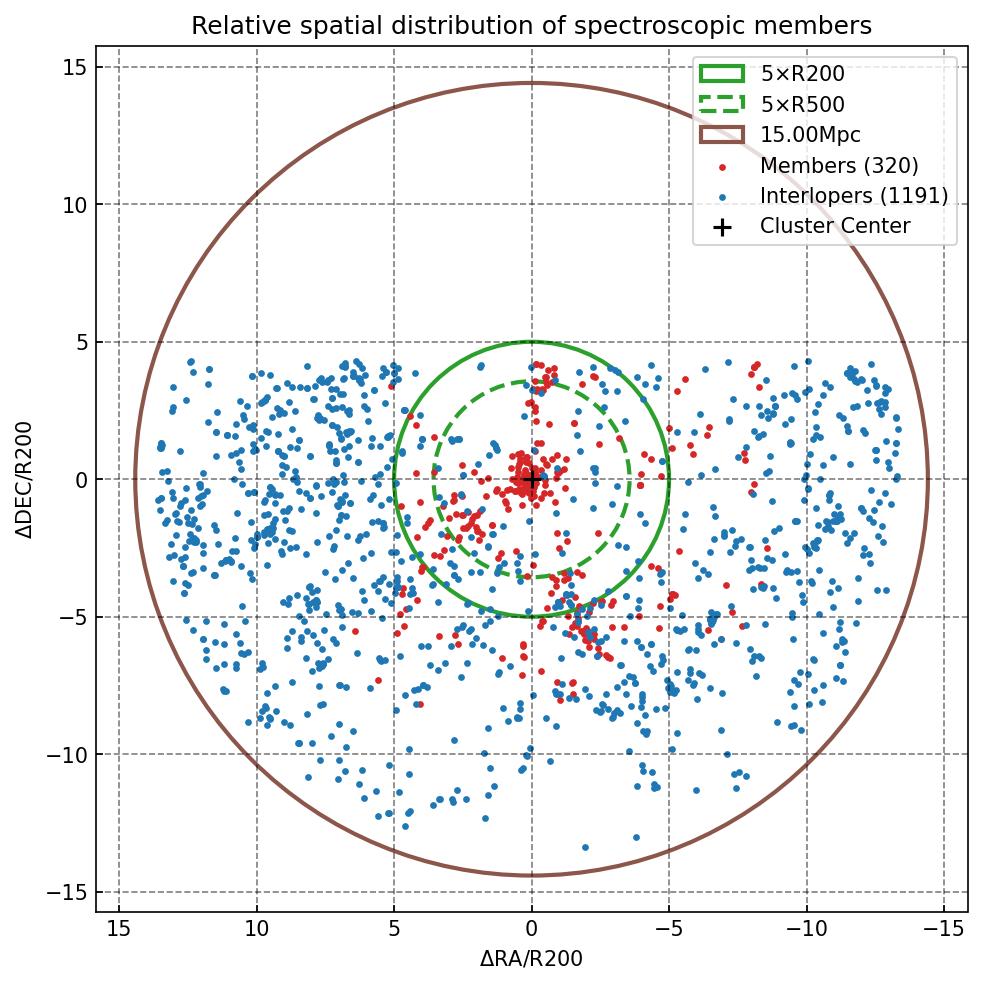 Relative spatial distribution of spectroscopic members
5×R200
5×R500
15.00Mpc
Members (320)
Interlopers (1191)
Cluster Center
ΔDEC/R200
15
10
5
0
−5
−10
−15
15
10
5
0
−5
−10
−15
ΔRA/R200